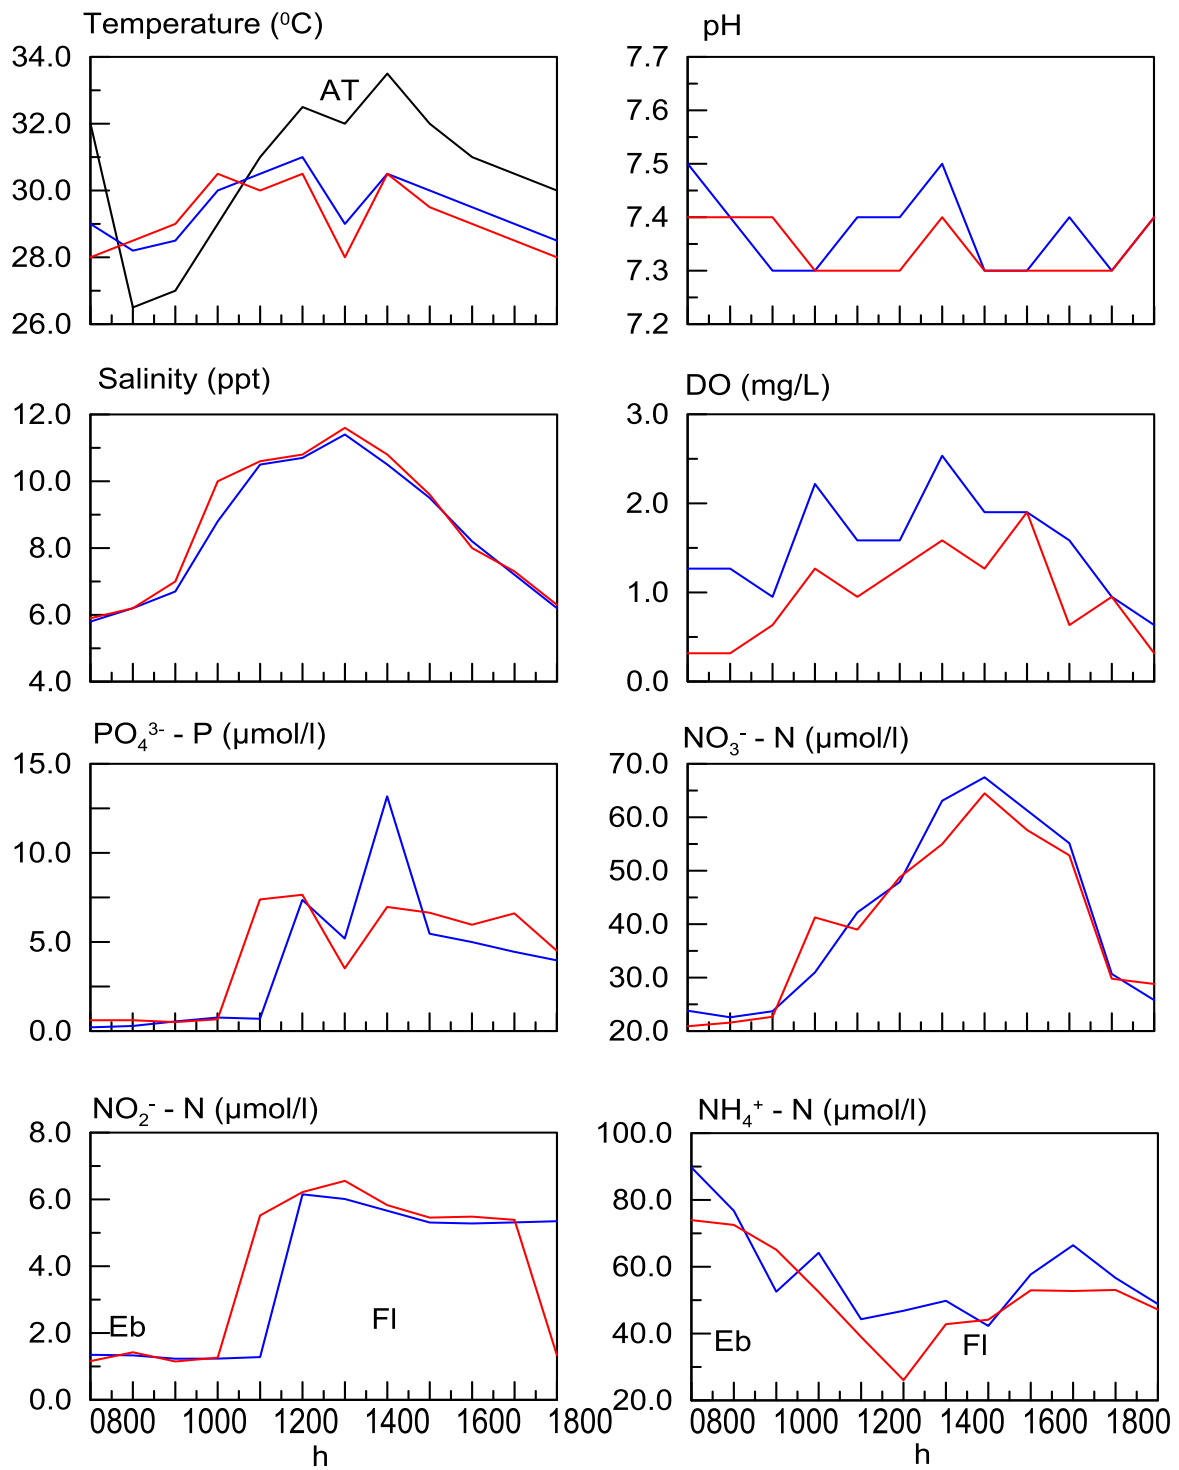 Temperature (⁰C)
34.0
32.0
30.0
28.0
26.0
AT
pH
7.7
7.6
7.5
7.4
7.3
7.2
Salinity (ppt)
12.0
10.0
8.0
6.0
4.0
DO (mg/L)
3.0
2.0
1.0
0.0
PO₄³⁻ - P (µmol/l)
15.0
10.0
5.0
0.0
NO₃⁻ - N (µmol/l)
70.0
60.0
50.0
40.0
30.0
20.0
NO₂⁻ - N (µmol/l)
8.0
6.0
4.0
2.0
0.0
Eb
Fl
0800 1000 1200 1400 1600 1800
h
NH₄⁺ - N (µmol/l)
100.0
80.0
60.0
40.0
20.0
Eb
Fl
0800 1000 1200 1400 1600 1800
h